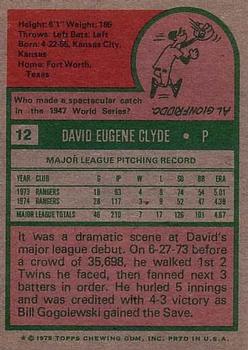 Height: 6'1" Weight: 185
Throws: Left Bats: Left
Born: 4-22-55, Kansas City,
Kansas
Home: Fort Worth,
Texas
AL GIONFRIDDO
Who made a spectacular catch
in the 1947 World Series?
12 DAVID EUGENE CLYDE • P
MAJOR LEAGUE PITCHING RECORD
YEAR CLUB G IP W L R SO BB ERA
1973 RANGERS 18 93 4 8 74 54 5.01
1974 RANGERS 28 117 3 9 52 47 4.38
MAJOR LEAGUE TOTALS 46 210 7 17 126 101 4.67
It was a dramatic scene at David's
major league debut. On 6-27-73 before
a crowd of 35,698, he walked 1st 2
Twins he faced, then fanned next 3
batters in order. He hurled 5 innings
and was credited with 4-3 victory as
Bill Gogolewski gained the Save.
★ © 1975 TOPPS CHEWING GUM, INC. PRTD IN U.S.A.